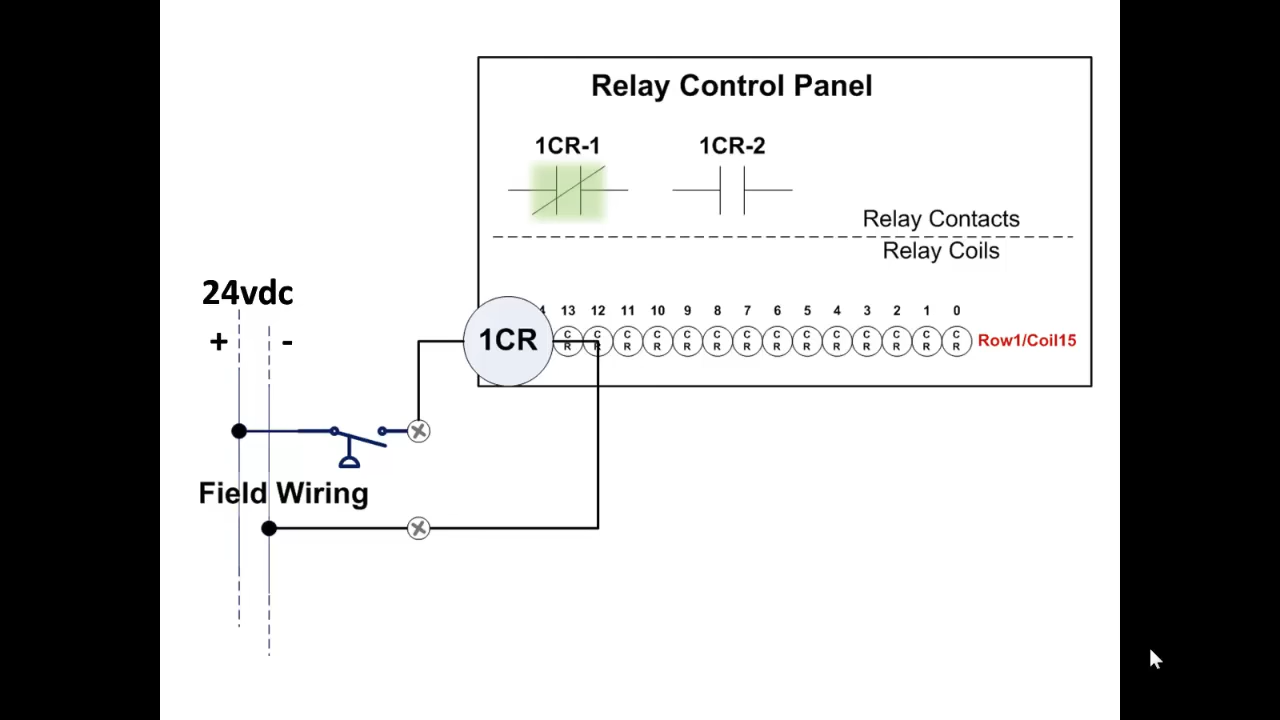 Relay Control Panel
1CR-1 1CR-2
Relay Contacts
Relay Coils
24vdc
+ -
4 13 12 11 10 9 8 7 6 5 4 3 2 1 0
1CR
C R C R C R C R C R C R C R C R C R C R C R C R C R C R
Row1/Coil15
Field Wiring